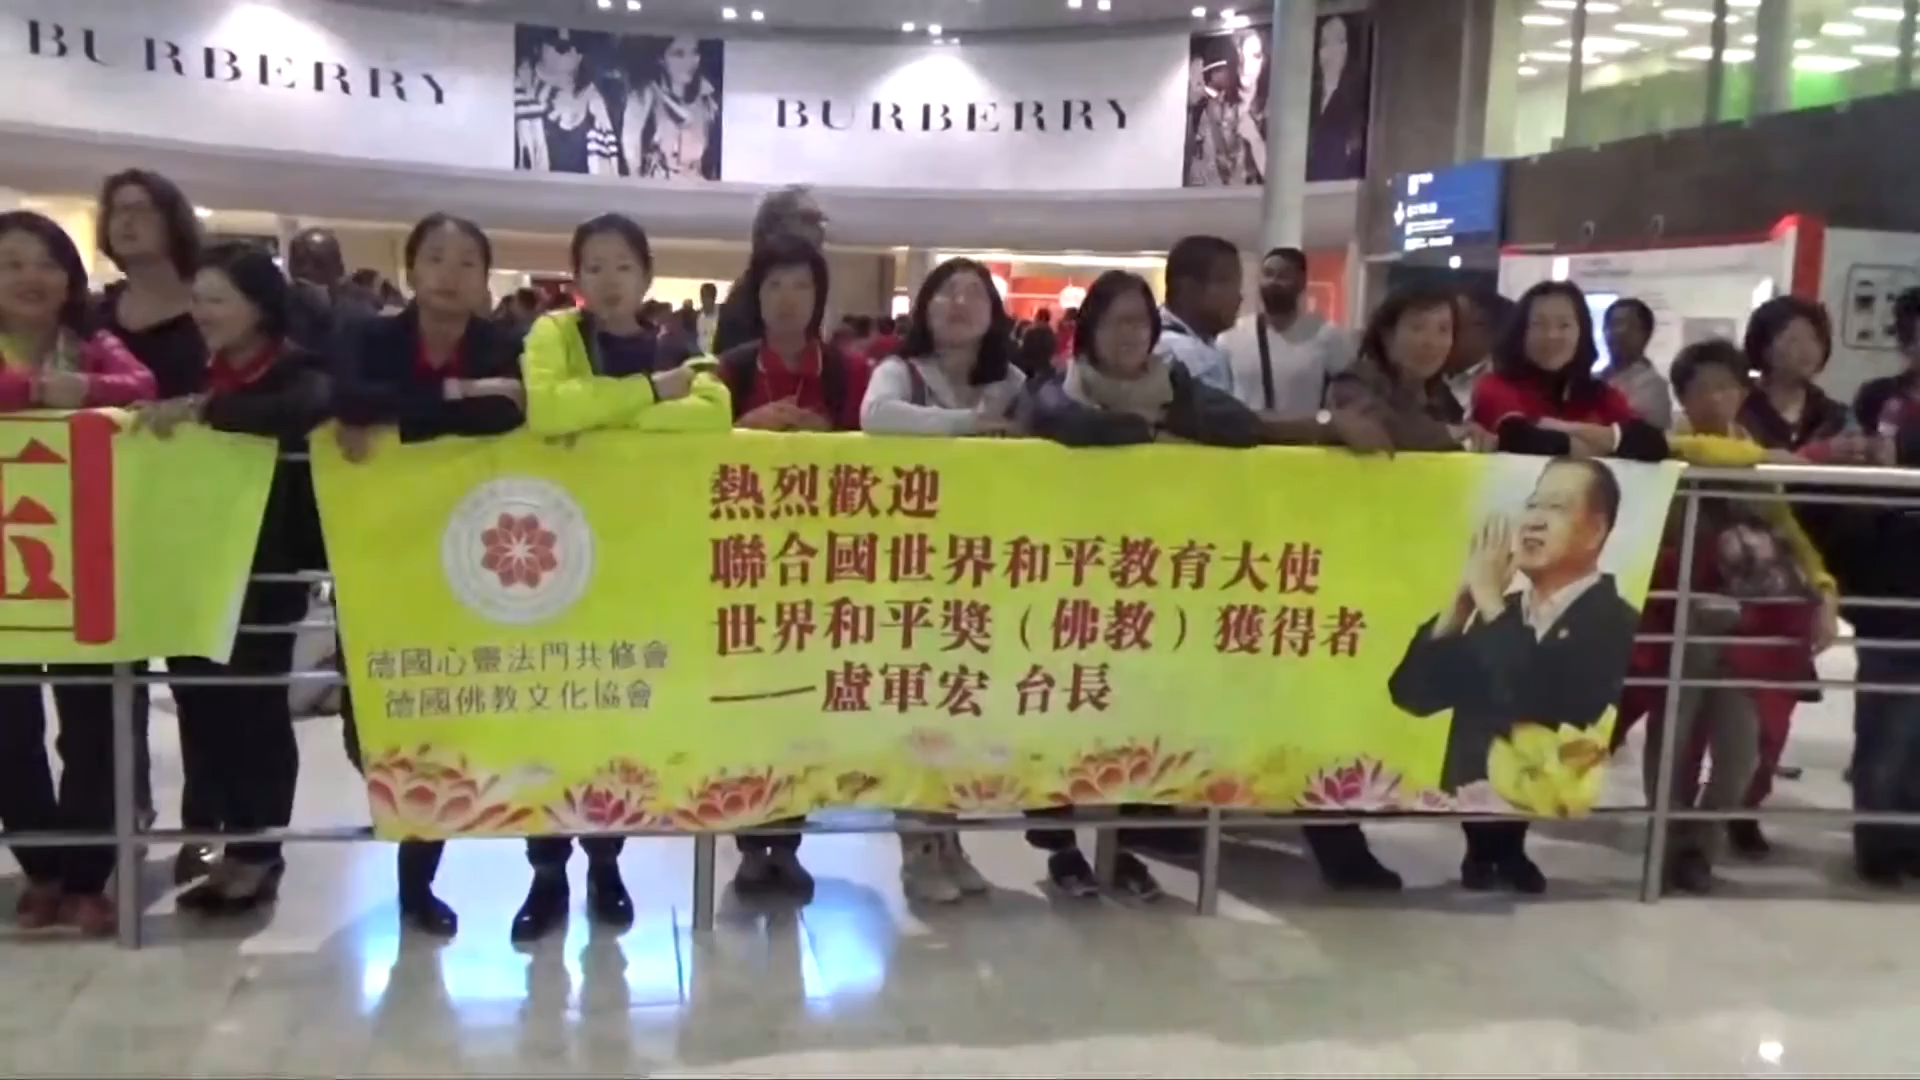 BURBERRY
BURBERRY
熱烈歡迎
聯合國世界和平教育大使
世界和平獎（佛教）獲得者
——盧軍宏 台長
德國心靈法門共修會
德國佛教文化協會